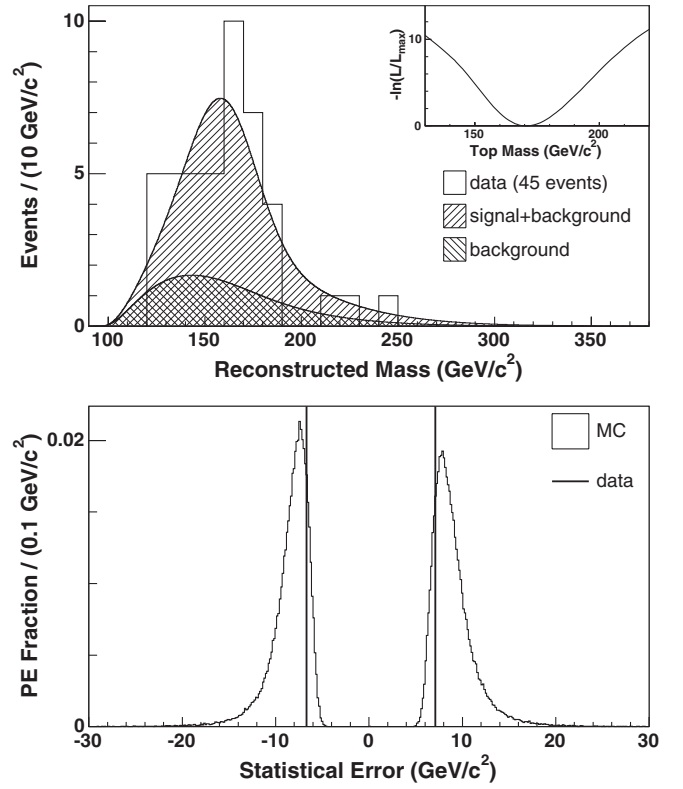 10
5
0
Events / (10 GeV/c²)
100 150 200 250 300 350
Reconstructed Mass (GeV/c²)
10
0
-ln(L/Lmax)
150 200
Top Mass (GeV/c²)
data (45 events)
signal+background
background
0.02
0
PE Fraction / (0.1 GeV/c²)
-30 -20 -10 0 10 20 30
Statistical Error (GeV/c²)
MC
data